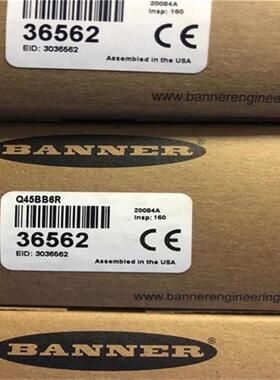 20084A
Insp: 160
36562
EID: 3036562
CE
Assembled in the USA
www.bannerengineering
BANNER
Q45BB6R
20084A
Insp: 160
36562
CE
EID: 3036562
Assembled in the USA
www.bannerengineering
BANNER